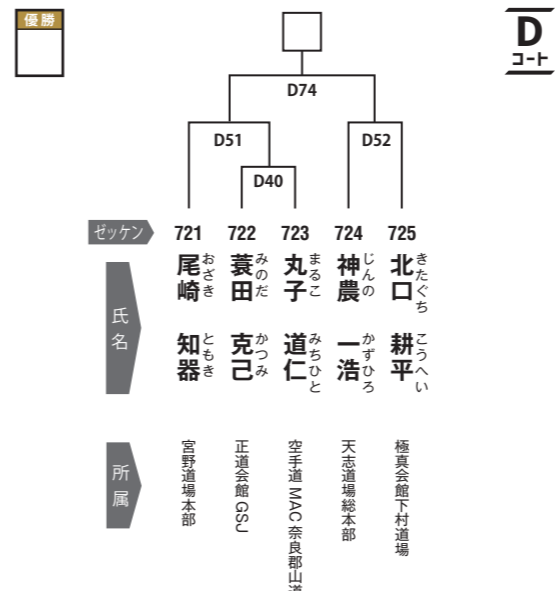 優勝
D
コート
D74
D51
D52
D40
ゼッケン
721
722
723
724
725
氏名
尾崎 知器
おざき ともき
蓑田 克己
みのだ かつみ
丸子 道仁
まるこ みちひと
神農 一浩
じんの かずひろ
北口 耕平
きたぐち こうへい
所属
宮野道場本部
正道会館 GSJ
空手道 MAC 奈良郡山道
天志道場総本部
極真会館下村道場